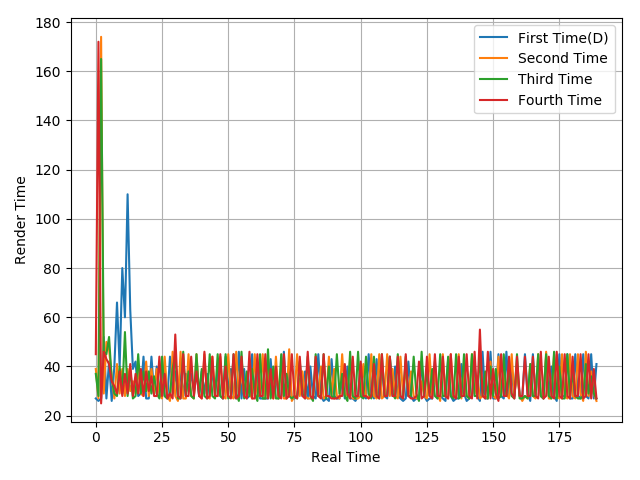 180
160
140
120
100
80
60
40
20
Render Time
0
25
50
75
100
125
150
175
Real Time
First Time(D)
Second Time
Third Time
Fourth Time